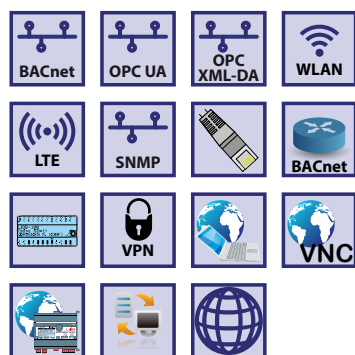 BACnet
OPC UA
OPC
XML-DA
WLAN
LTE
SNMP
BACnet
VPN
VNC